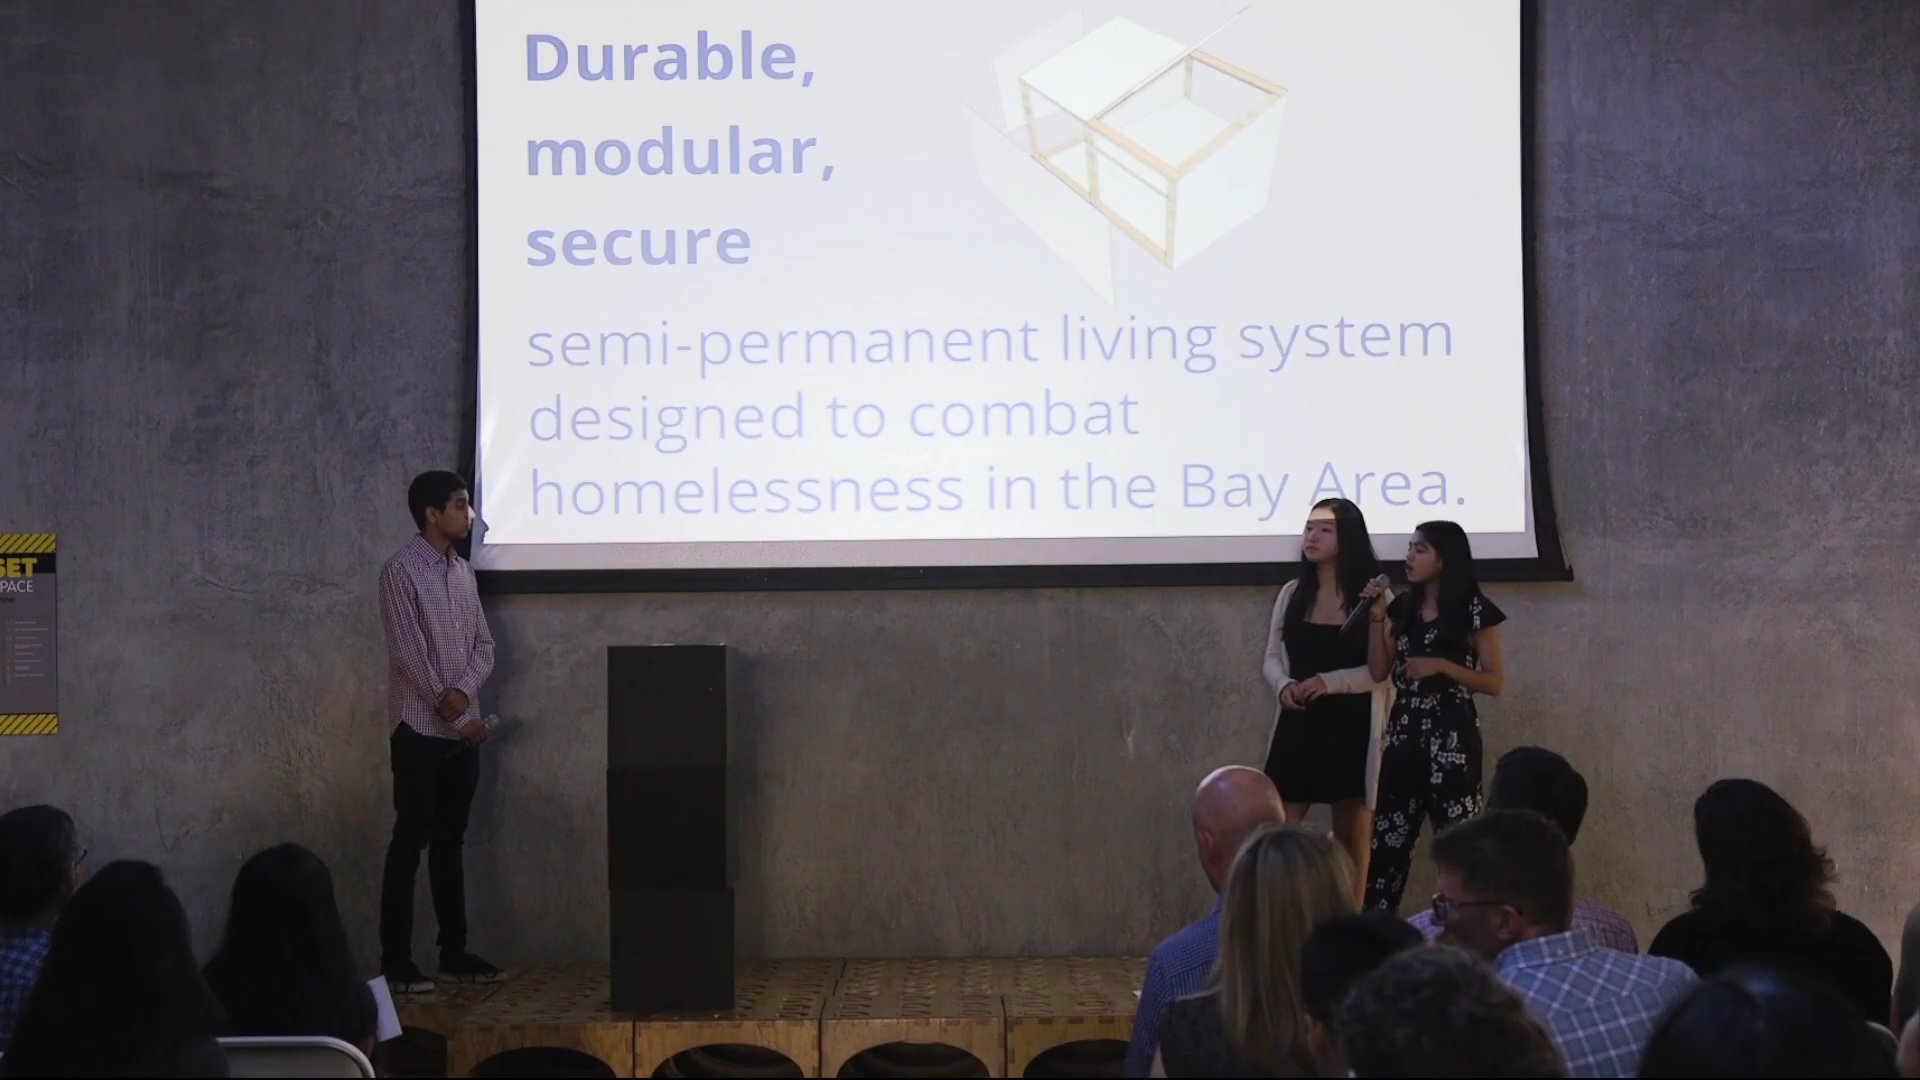 Durable,
modular,
secure
semi-permanent living system
designed to combat
homelessness in the Bay Area.
SET
PACE